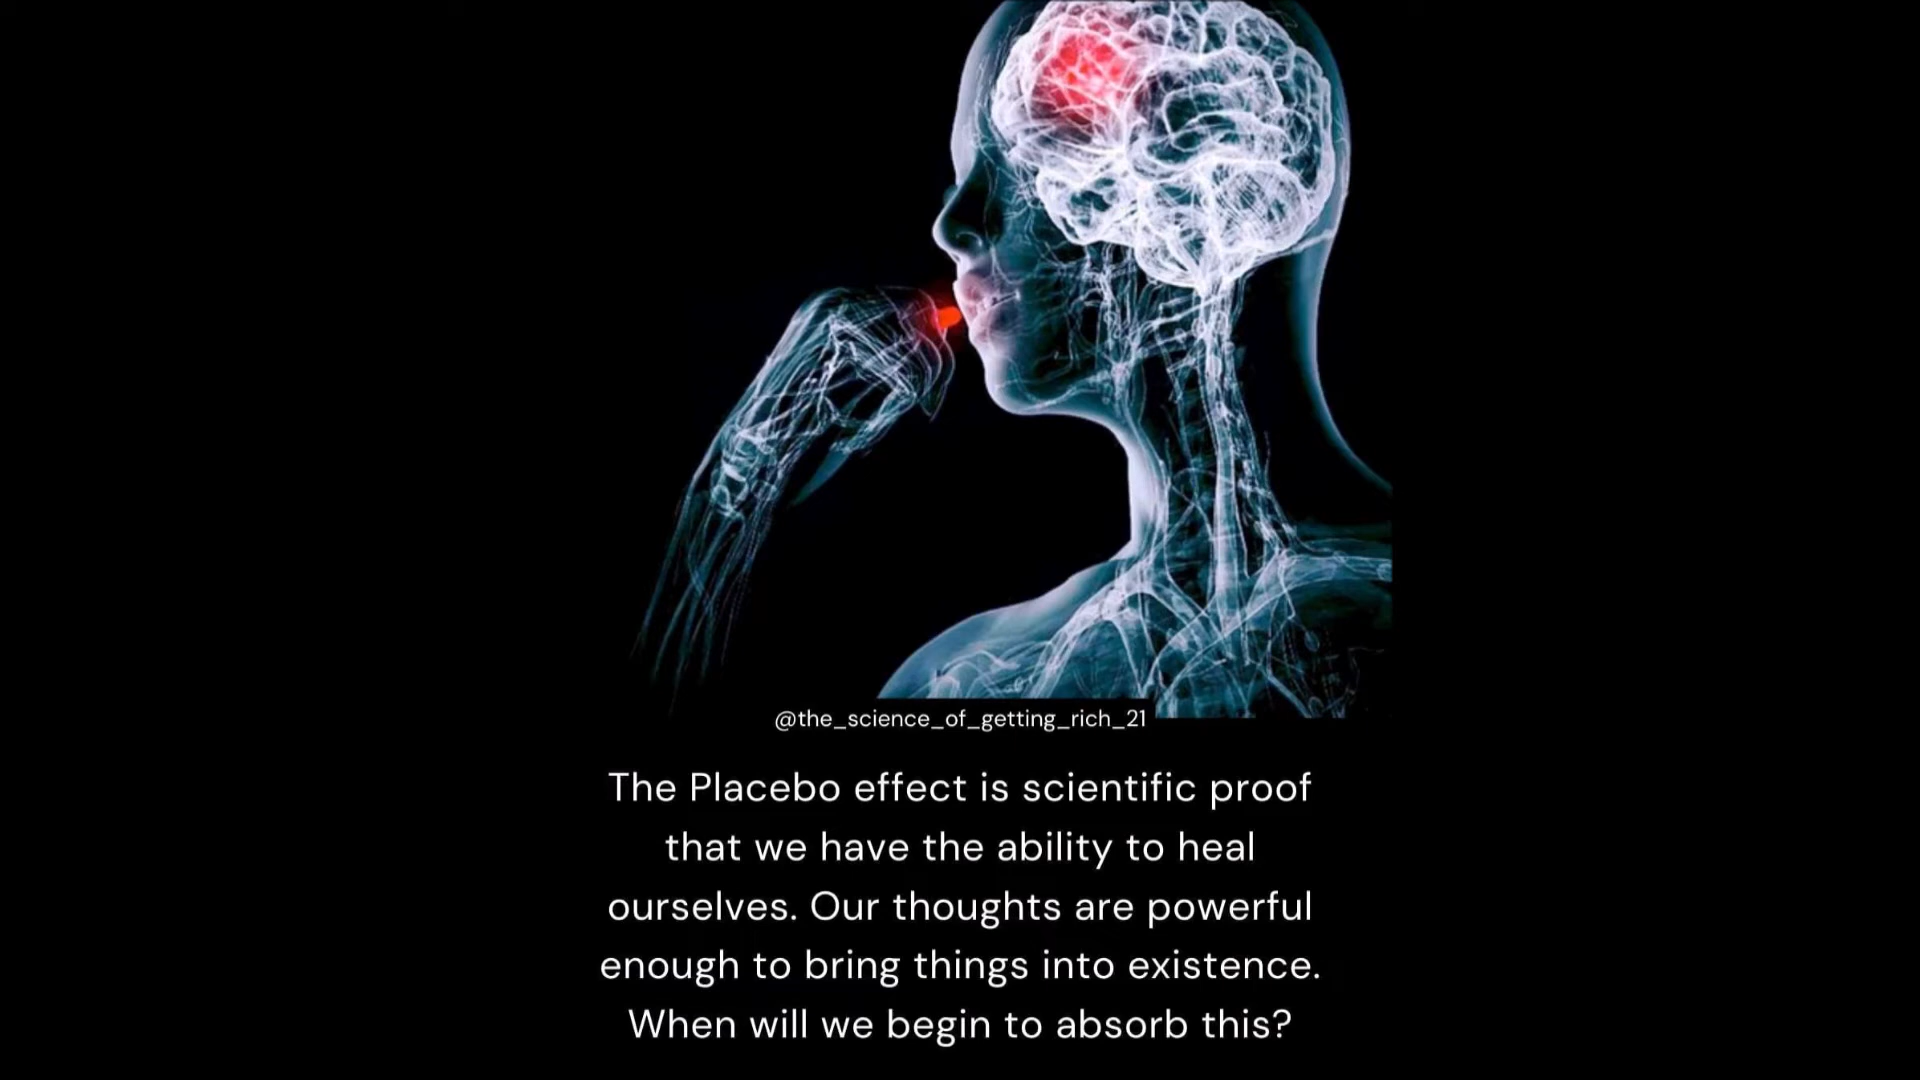 @the_science_of_getting_rich_21
The Placebo effect is scientific proof
that we have the ability to heal
ourselves. Our thoughts are powerful
enough to bring things into existence.
When will we begin to absorb this?